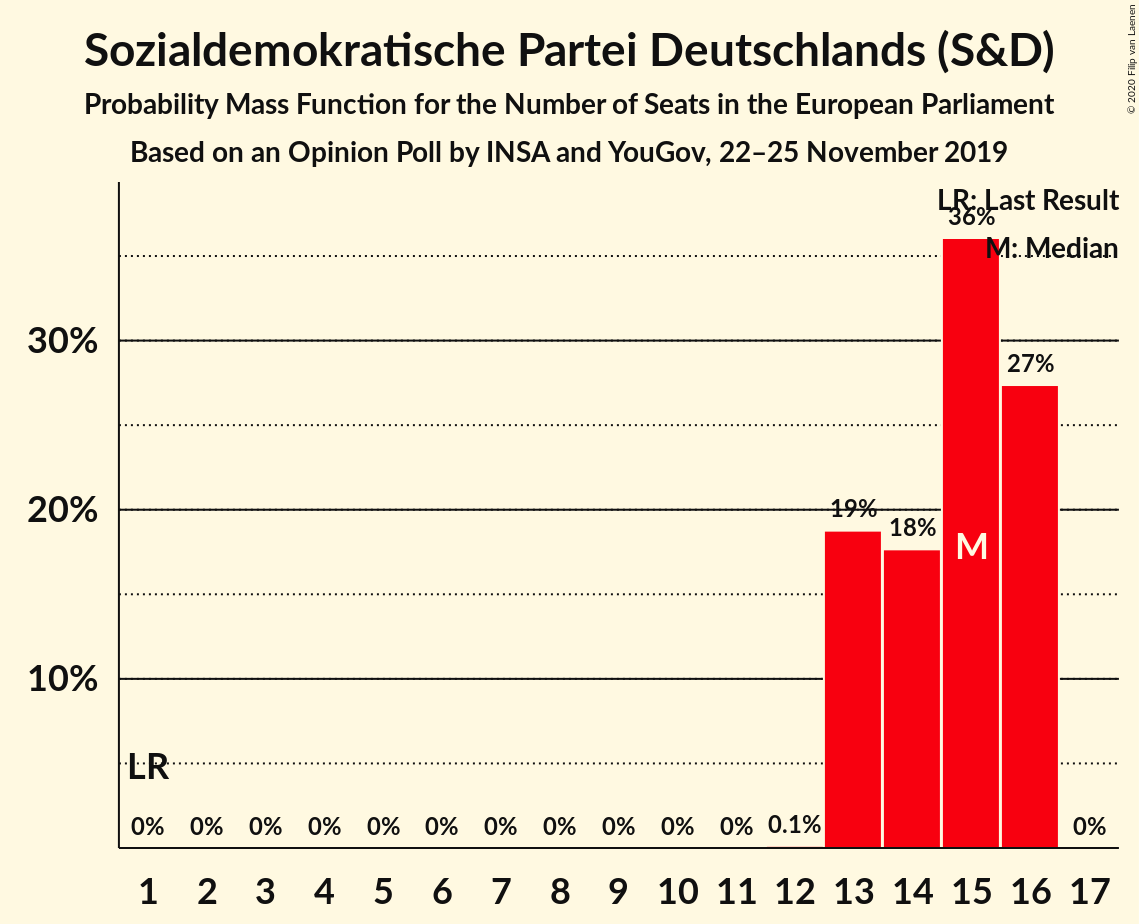 Sozialdemokratische Partei Deutschlands (S&D)
Probability Mass Function for the Number of Seats in the European Parliament
Based on an Opinion Poll by INSA and YouGov, 22–25 November 2019
© 2020 Filip van Laenen
LR: Last Result
M: Median
36%
30%
27%
20%
19%
18%
M
10%
LR
0% 0% 0% 0% 0% 0% 0% 0% 0% 0% 0% 0.1% 0%
1 2 3 4 5 6 7 8 9 10 11 12 13 14 15 16 17